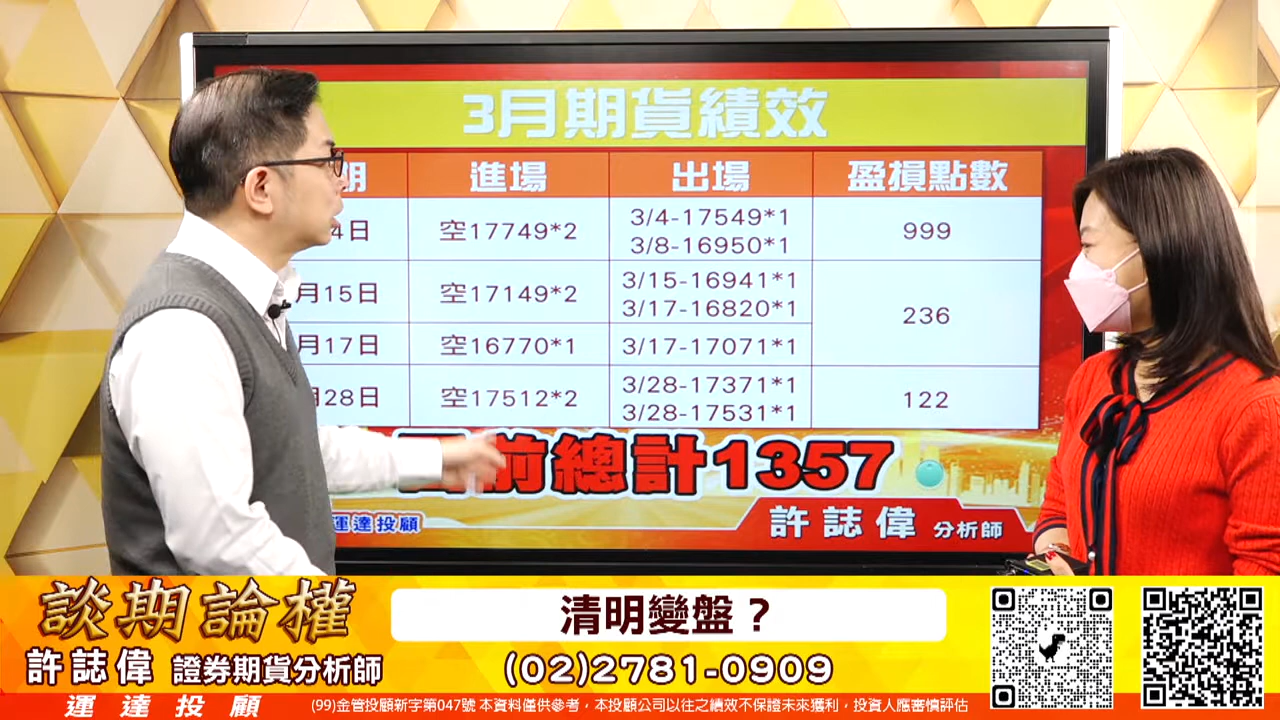 3月期貨績效
期 進場 出場 盈損點數
4日 空17749*2 3/4-17549*1 999
3/8-16950*1
月15日 空17149*2 3/15-16941*1 236
3/17-16820*1
月17日 空16770*1 3/17-17071*1
月28日 空17512*2 3/28-17371*1 122
3/28-17531*1
目前總計1357
運達投顧
許誌偉 分析師
談期論權
清明變盤？
許誌偉 證券期貨分析師
(02)2781-0909
運達投顧
(99)金管投顧新字第047號 本資料僅供參考，本投顧公司以往之績效不保證未來獲利，投資人應審慎評估